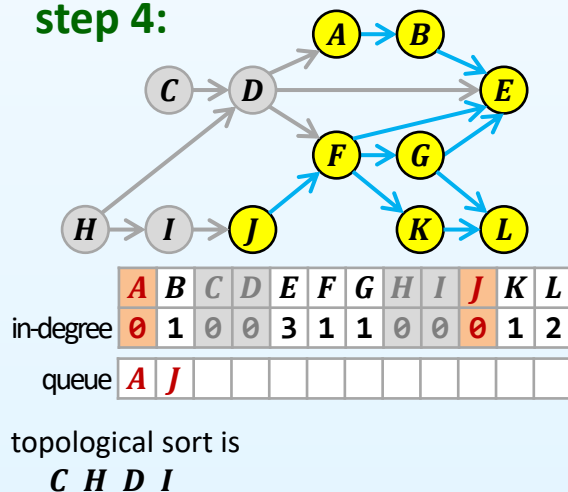 step 4:
A B
C D E
F G
H I J K L
A B C D E F G H I J K L
in-degree 0 1 0 0 3 1 1 0 0 0 1 2
queue A J
topological sort is
C H D I